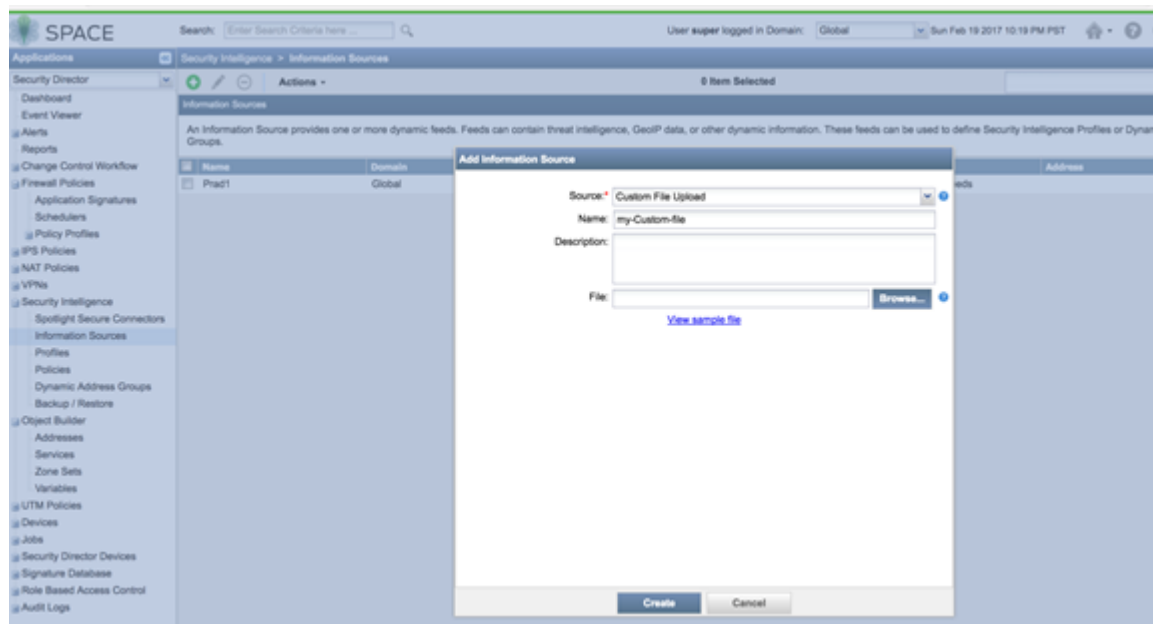 SPACE
Search: Enter Search Criteria here ...
User super logged in Domain: Global
Sun Feb 19 2017 10:19 PM PST
Applications
Security Intelligence > Information Sources
Security Director
Actions
0 Item Selected
Dashboard
Event Viewer
Alerts
Reports
Change Control Workflow
Firewall Policies
Application Signatures
Schedulers
Policy Profiles
IPS Policies
NAT Policies
VPNs
Security Intelligence
Spotlight Secure Connectors
Information Sources
Profiles
Policies
Dynamic Address Groups
Backup / Restore
Object Builder
Addresses
Services
Zone Sets
Variables
UTM Policies
Devices
Jobs
Security Director Devices
Signature Database
Role Based Access Control
Audit Logs
Information Sources
An Information Source provides one or more dynamic feeds. Feeds can contain threat intelligence, GeoIP data, or other dynamic information. These feeds can be used to define Security Intelligence Profiles or Dynar
Groups.
Name Domain Address
Prad1 Global eeds
Add Information Source
Source:* Custom File Upload
Name: my-Custom-file
Description:
File: Browse...
View sample file
Create Cancel